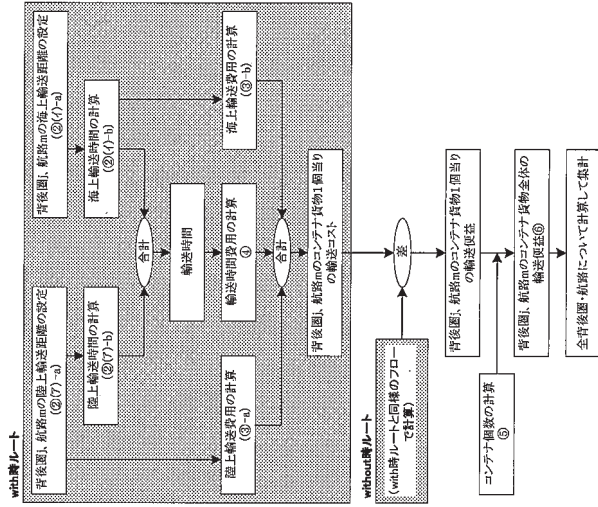 with時ルート
背後圏j、航路mの陸上輸送距離の設定
(②(ア)-a)
背後圏j、航路mの海上輸送距離の設定
(②(イ)-a)
陸上輸送時間の計算
(②(ア)-b)
海上輸送時間の計算
(②(イ)-b)
合計
輸送時間
陸上輸送費用の計算
(③-a)
輸送時間費用の計算
④
海上輸送費用の計算
(③-b)
合計
背後圏j、航路mのコンテナ貨物1個当り
の輸送コスト
without時ルート
(with時ルートと同様のフロー
で計算)
差
背後圏j、航路mのコンテナ貨物1個当り
の輸送便益
コンテナ個数の計算
⑤
背後圏j、航路mのコンテナ貨物全体の
輸送便益⑥
全背後圏・航路について計算して集計